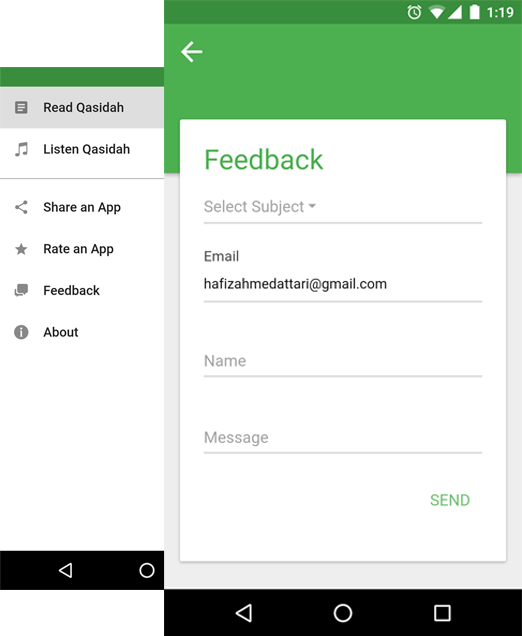 Read Qasidah
Listen Qasidah
Share an App
Rate an App
Feedback
About
1:19
Feedback
Select Subject
Email
hafizahmedattari@gmail.com
Name
Message
SEND